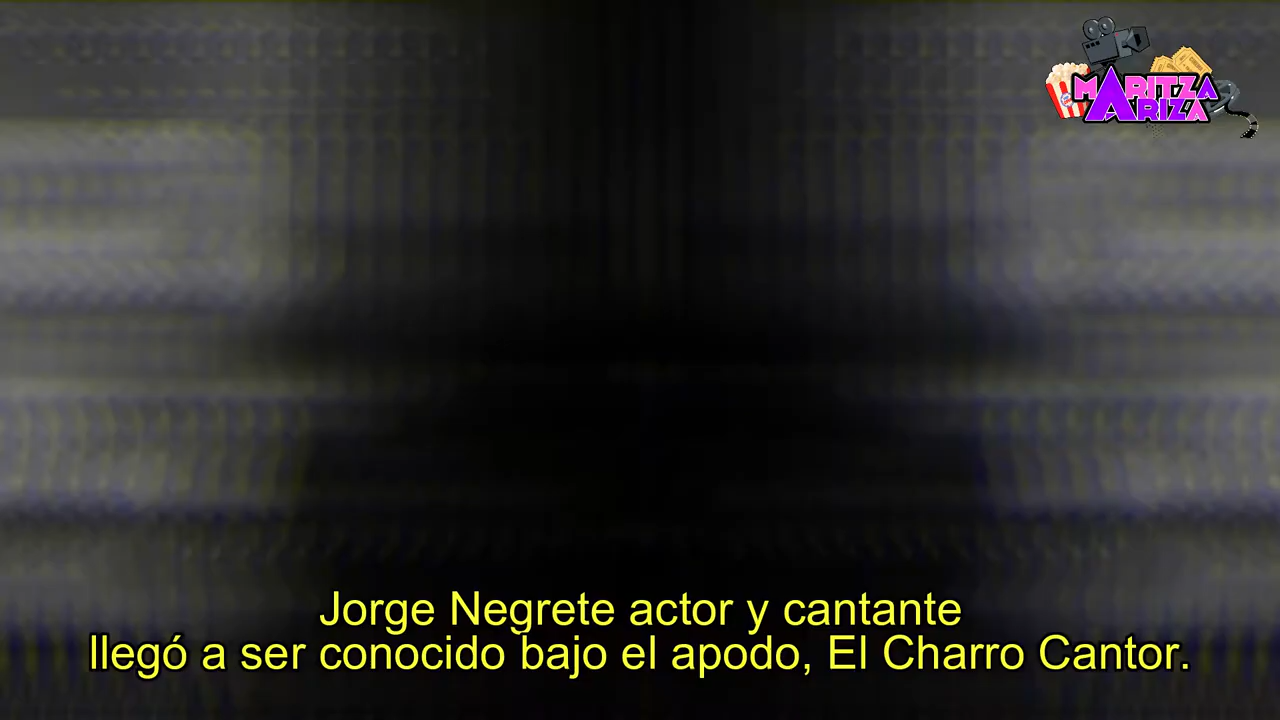 MARITZA
ARIZA
Jorge Negrete actor y cantante
llegó a ser conocido bajo el apodo, El Charro Cantor.